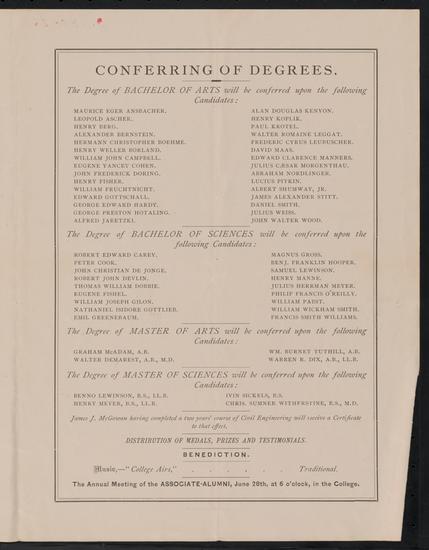 CONFERRING OF DEGREES.
The Degree of BACHELOR OF ARTS will be conferred upon the following
Candidates:
MAURICE EGER ANSBACHER.
LEOPOLD ASCHER.
HENRY BERG.
ALEXANDER BERNSTEIN.
HERMANN CHRISTOPHER BOEHME.
HENRY WELLER BORLAND.
WILLIAM JOHN CAMPBELL.
EUGENE YANCEY COHEN.
JOHN FREDERICK DORING.
HENRY FISHER.
WILLIAM FRUCHTNICHT.
EDWARD GOTTSCHALL.
GEORGE EDWARD HARDY.
GEORGE PRESTON HOTALING.
ALFRED JARETZKI.
ALAN DOUGLAS KENYON.
HENRY KOPLIK.
PAUL KROTEL.
WALTER ROMAINE LEGGAT.
FREDERIC CYRUS LEUBUSCHER.
DAVID MAAS.
EDWARD CLARENCE MANNERS.
JULIUS CÆSAR MORGENTHAU.
ABRAHAM NORDLINGER.
LUCIUS PITKIN.
ALBERT SHUMWAY, JR.
JAMES ALEXANDER STITT.
DANIEL SMITH.
JULIUS WEISS.
JOHN WALTER WOOD.
The Degree of BACHELOR OF SCIENCES will be conferred upon the
following Candidates:
ROBERT EDWARD CAREY.
PETER COOK.
JOHN CHRISTIAN DE JONGE.
ROBERT JOHN DEVLIN.
THOMAS WILLIAM DOBBIE.
EUGENE FISHEL.
WILLIAM JOSEPH GILON.
NATHANIEL ISIDORE GOTTLIEB.
EMIL GREENEBAUM.
MAGNUS GROSS.
BENJ. FRANKLIN HOOPER.
SAMUEL LEWINSON.
HENRY MANNE.
JULIUS HERRMAN MEYER.
PHILIP FRANCIS O'REILLY.
WILLIAM PABST.
WILLIAM WICKHAM SMITH.
FRANCIS SMITH WILLIAMS.
The Degree of MASTER OF ARTS will be conferred upon the following
Candidates:
GRAHAM McADAM, A.B.
WALTER DEMAREST, A.B., M.D.
WM. BURNET TUTHILL, A.B.
WARREN R. DIX, A.B., LL.B.
The Degree of MASTER OF SCIENCES will be conferred upon the following
Candidates:
BENNO LEWINSON, B.S., LL.B.
HENRY MEYER, B.S., LL.B.
IVIN SICKELS, B.S.
CHRIS. SUMNER WITHERSTINE, B.S., M.D.
James J. McGowan having completed a two years' course of Civil Engineering will receive a Certificate
to that effect.
DISTRIBUTION OF MEDALS, PRIZES AND TESTIMONIALS.
BENEDICTION.
Music,—"College Airs," . . . . . Traditional.
The Annual Meeting of the ASSOCIATE-ALUMNI, June 28th, at 6 o'clock, in the College.